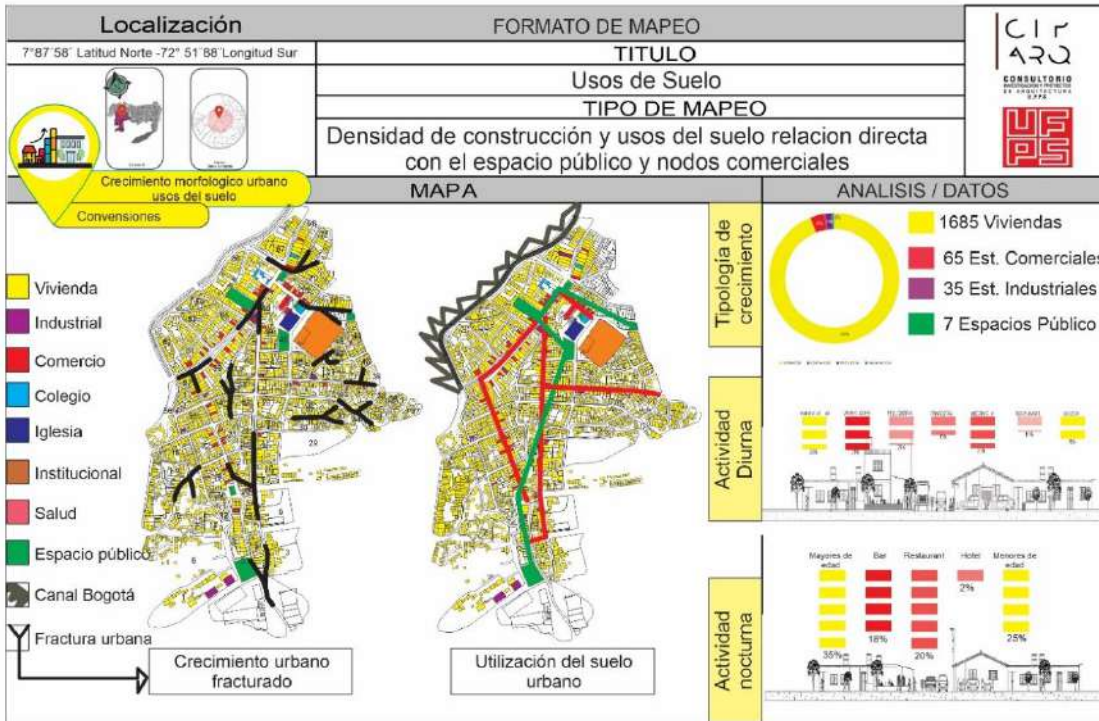 Localización
FORMATO DE MAPEO
7°87´58´ Latitud Norte -72° 51´88´Longitud Sur
TITULO
Usos de Suelo
TIPO DE MAPEO
Densidad de construcción y usos del suelo relacion directa
con el espacio público y nodos comerciales
CONSULTORIO
UFPS
Crecimiento morfologico urbano
usos del suelo
Convensiones
MAPA
ANALISIS / DATOS
Vivienda
Industrial
Comercio
Colegio
Iglesia
Institucional
Salud
Espacio público
Canal Bogotá
Fractura urbana
Crecimiento urbano
fracturado
Utilización del suelo
urbano
Tipología de
crecimiento
1685 Viviendas
65 Est. Comerciales
35 Est. Industriales
7 Espacios Público
Actividad
Diurna
Actividad
nocturna
Mayores de
edad
Bar
Restaurant
Hotel
Menores de
edad
35%
18%
20%
2%
25%